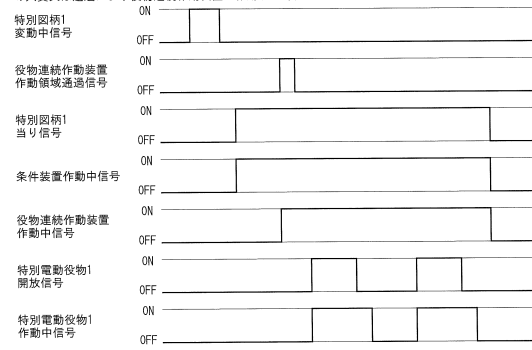 ON
特別図柄1
変動中信号
OFF
ON
役物連続作動装置
作動領域通過信号
OFF
ON
特別図柄1
当り信号
OFF
ON
条件装置作動中信号
OFF
ON
役物連続作動装置
作動中信号
OFF
ON
特別電動役物1
開放信号
OFF
ON
特別電動役物1
作動中信号
OFF